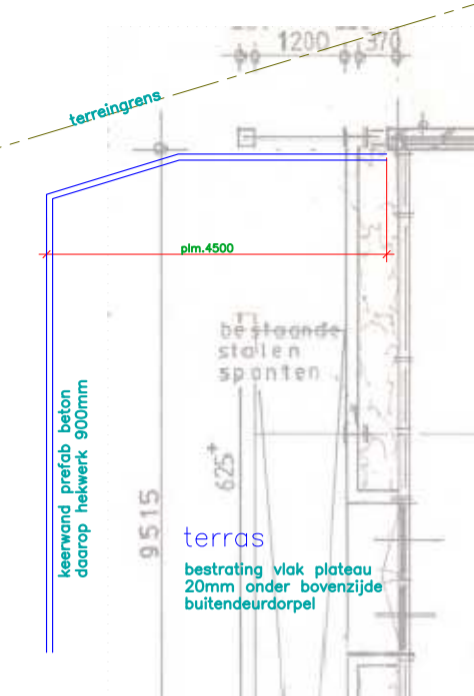 1200
370
terreingrens
plm.4500
bestaande
stalen
sponten
keerwand prefab beton
daarop hekwerk 900mm
625+
9515
terras
bestrating vlak plateau
20mm onder bovenzijde
buitendeurdorpel